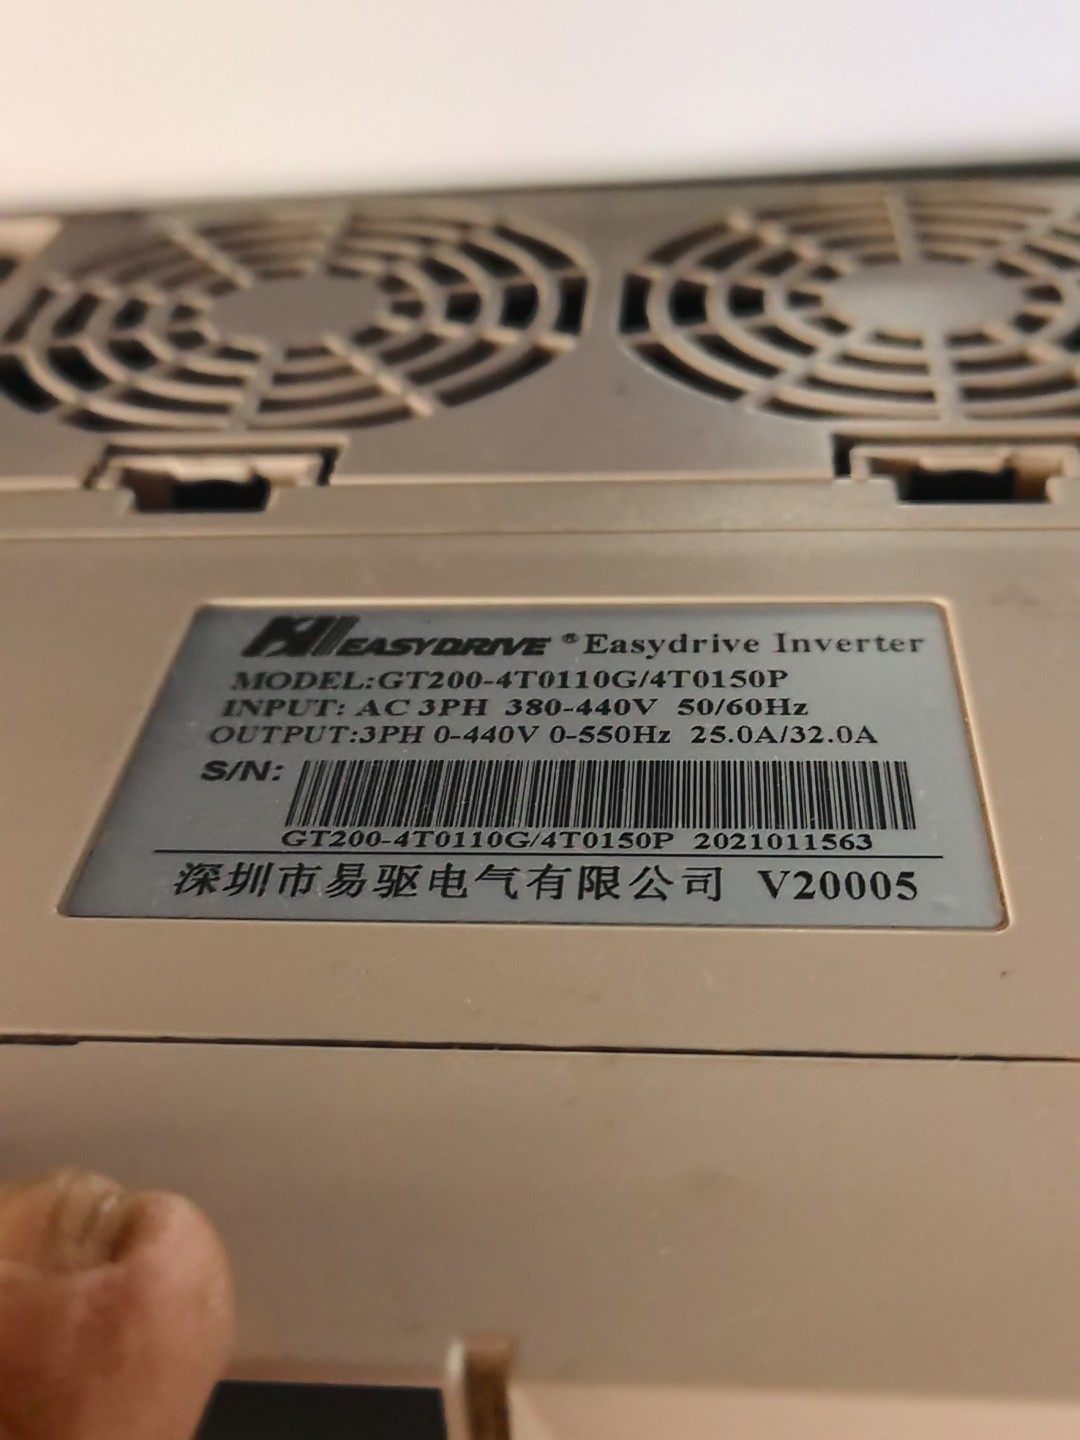 EASYDRIVE ® Easydrive Inverter
MODEL:GT200-4T0110G/4T0150P
INPUT: AC 3PH 380-440V 50/60Hz
OUTPUT:3PH 0-440V 0-550Hz 25.0A/32.0A
S/N:
GT200-4T0110G/4T0150P 2021011563
深圳市易驱电气有限公司 V20005